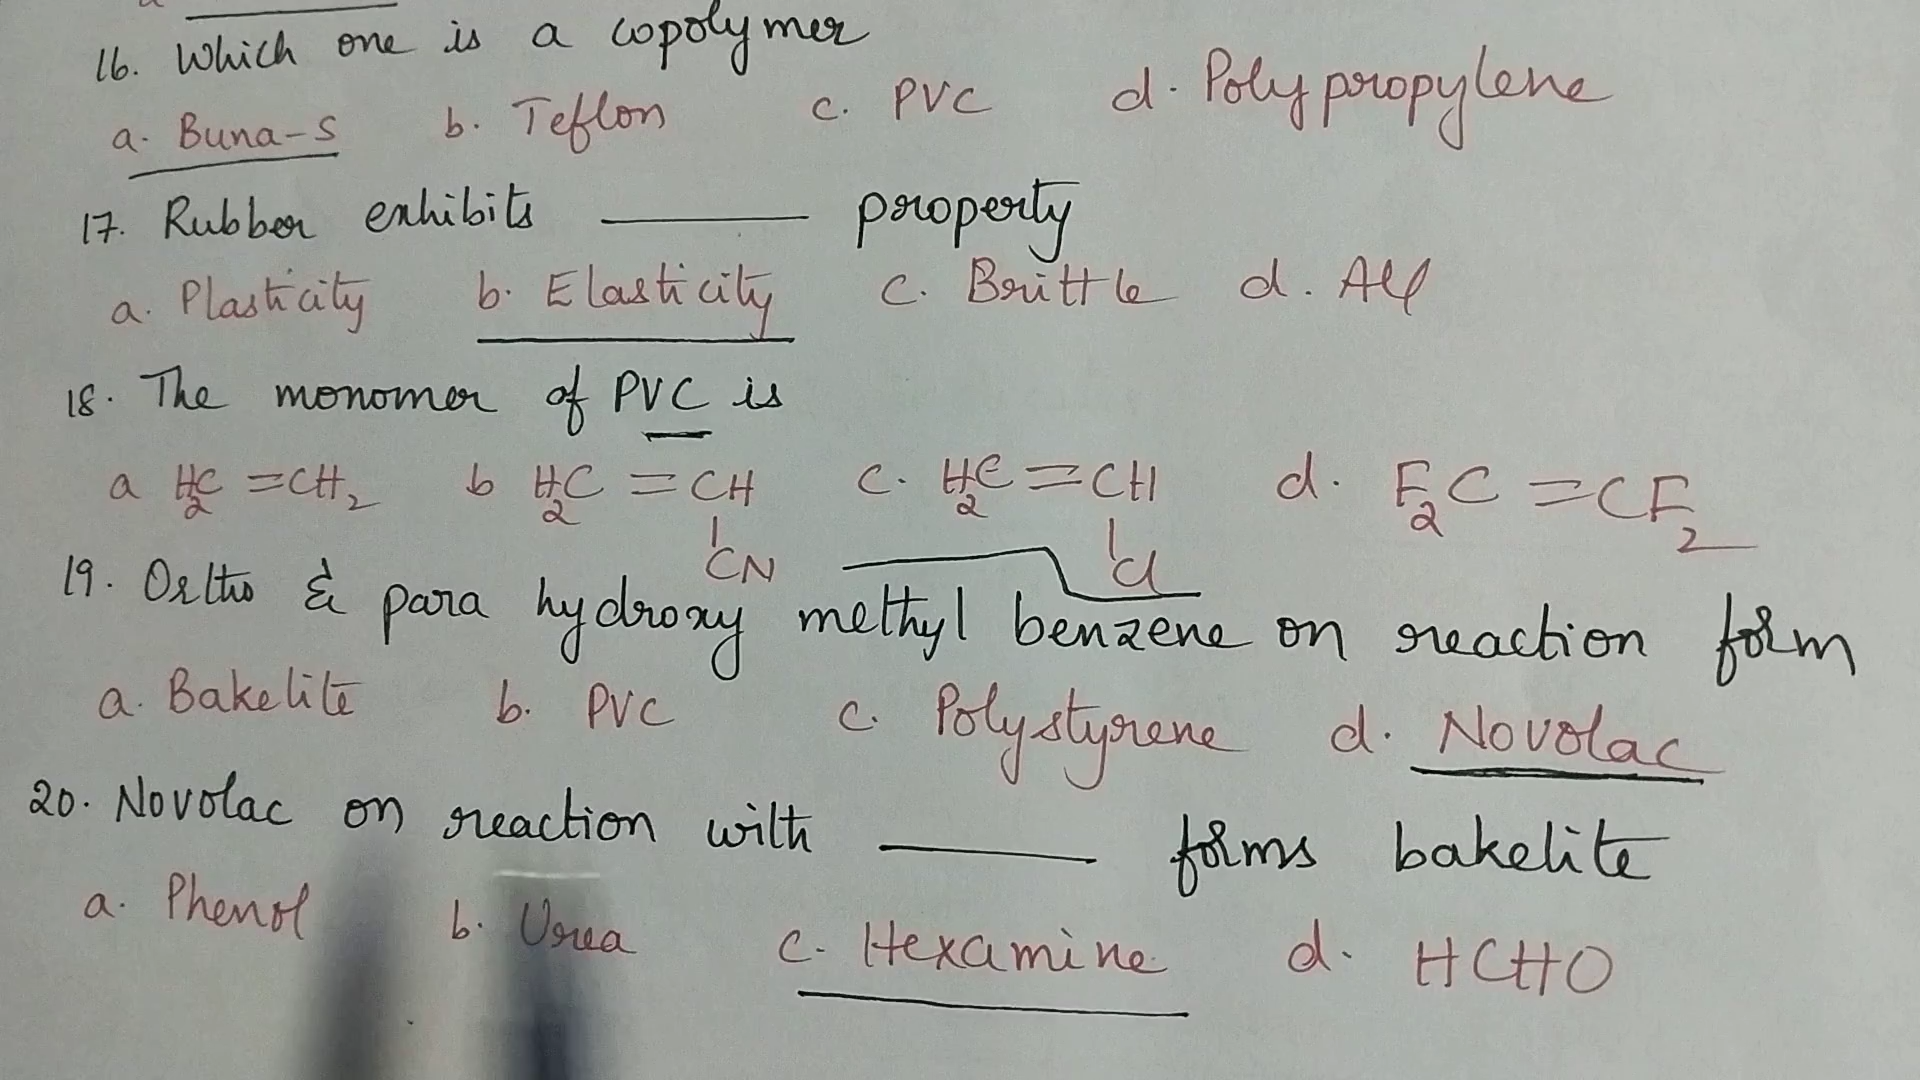 16. Which one is a copolymer
a. Buna-S b. Teflon c. PVC d. Polypropylene
17. Rubber exhibits ______ property
a. Plasticity b. Elasticity c. Brittle d. All
18. The monomer of PVC is
a H₂C=CH₂ b H₂C=CH c. H₂C=CH d. F₂C=CF₂
CN Cl
19. Ortho & para hydroxy methyl benzene on reaction form
a. Bakelite b. PVC c. Polystyrene d. Novolac
20. Novolac on reaction with ______ forms bakelite
a. Phenol b. Urea c. Hexamine d. HCHO